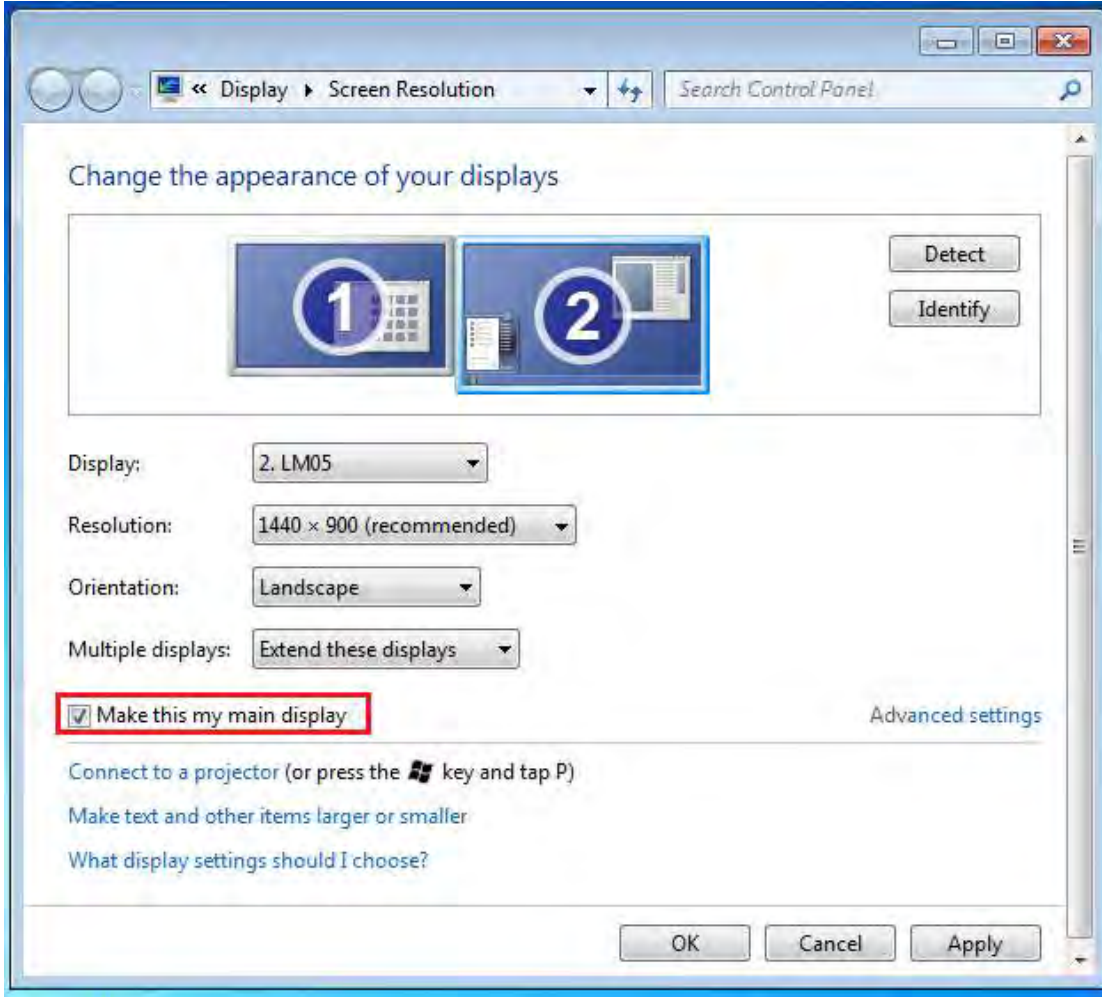 « Display ▸ Screen Resolution
Search Control Panel
Change the appearance of your displays
1
2
Detect
Identify
Display: 2. LM05
Resolution: 1440 × 900 (recommended)
Orientation: Landscape
Multiple displays: Extend these displays
Make this my main display
Advanced settings
Connect to a projector (or press the key and tap P)
Make text and other items larger or smaller
What display settings should I choose?
OK Cancel Apply